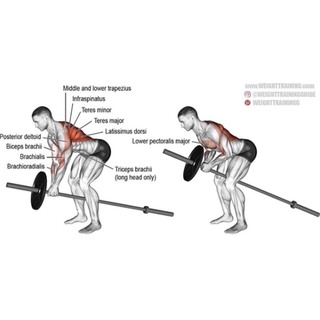 www.WEIGHTTRAINING.GUIDE
@WEIGHTTRAININGGUIDE
WEIGHTTRAININGG
Middle and lower trapezius
Infraspinatus
Teres minor
Teres major
Latissimus dorsi
Posterior deltoid
Biceps brachii
Brachialis
Brachioradialis
Triceps brachii
(long head only)
Lower pectoralis major